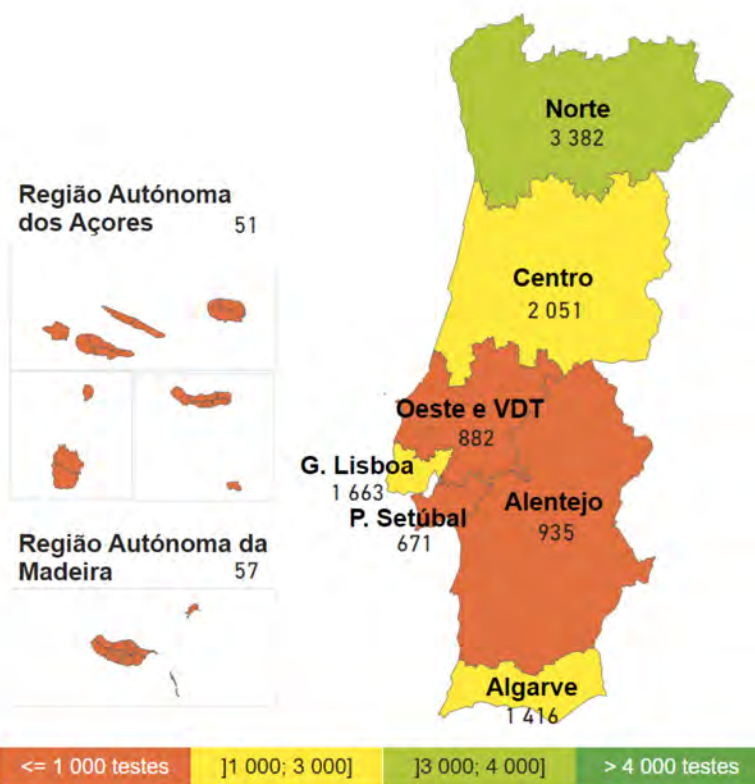 Norte
3 382
Região Autónoma
dos Açores 51
Centro
2 051
Oeste e VDT
882
G. Lisboa
1 663
P. Setúbal
671
Alentejo
935
Região Autónoma da
Madeira 57
Algarve
1 416
<= 1 000 testes ]1 000; 3 000] ]3 000; 4 000] > 4 000 testes